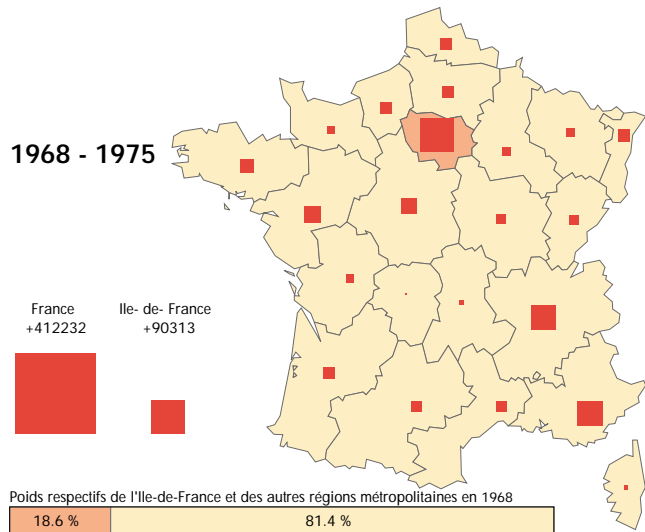 1968 - 1975
France
+412232
Ile- de- France
+90313
Poids respectifs de l'Ile-de-France et des autres régions métropolitaines en 1968
18.6 %
81.4 %